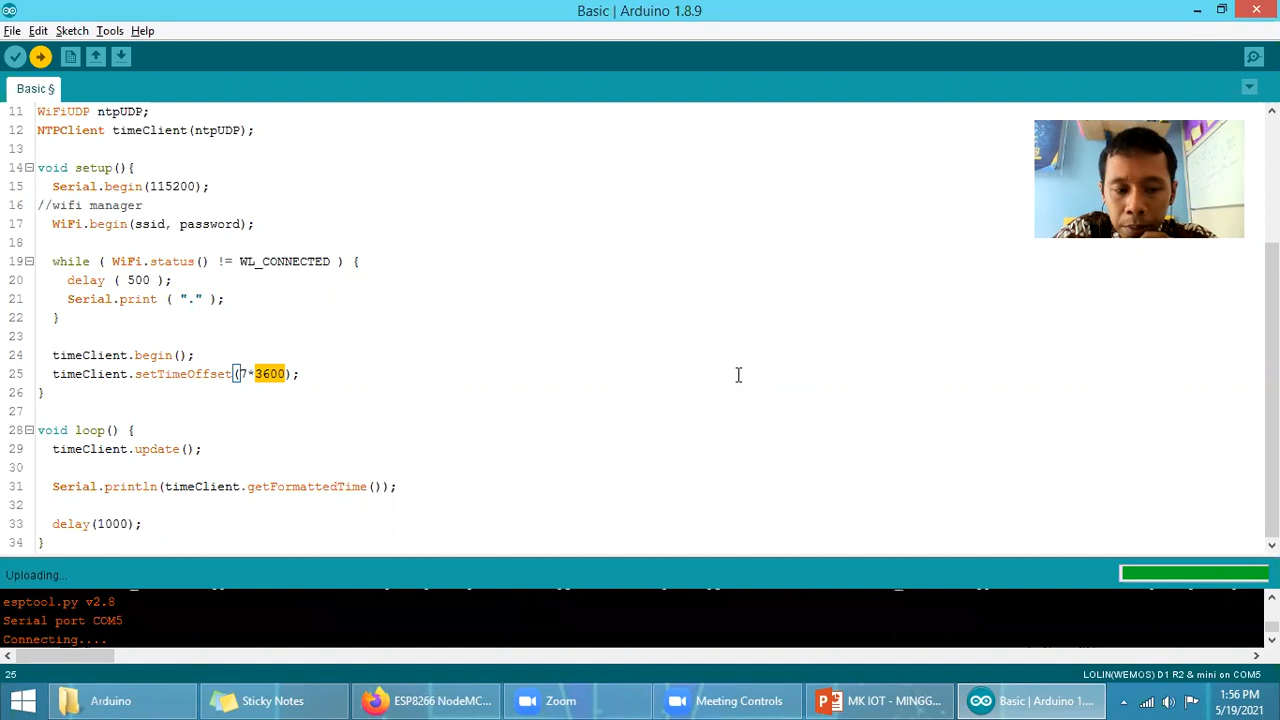 Basic | Arduino 1.8.9
File Edit Sketch Tools Help
Basic §
11 WiFiUDP ntpUDP;
12 NTPClient timeClient(ntpUDP);
13
14 void setup(){
15 Serial.begin(115200);
16 //wifi manager
17 WiFi.begin(ssid, password);
18
19 while ( WiFi.status() != WL_CONNECTED ) {
20 delay ( 500 );
21 Serial.print ( "." );
22 }
23
24 timeClient.begin();
25 timeClient.setTimeOffset(7*3600);
26 }
27
28 void loop() {
29 timeClient.update();
30
31 Serial.println(timeClient.getFormattedTime());
32
33 delay(1000);
34 }
Uploading...
esptool.py v2.8
Serial port COM5
Connecting....
25 LOLIN(WEMOS) D1 R2 & mini on COM5
Arduino Sticky Notes ESP8266 NodeMC... Zoom Meeting Controls MK IOT - MINGG... Basic | Arduino 1.... 1:56 PM
5/19/2021